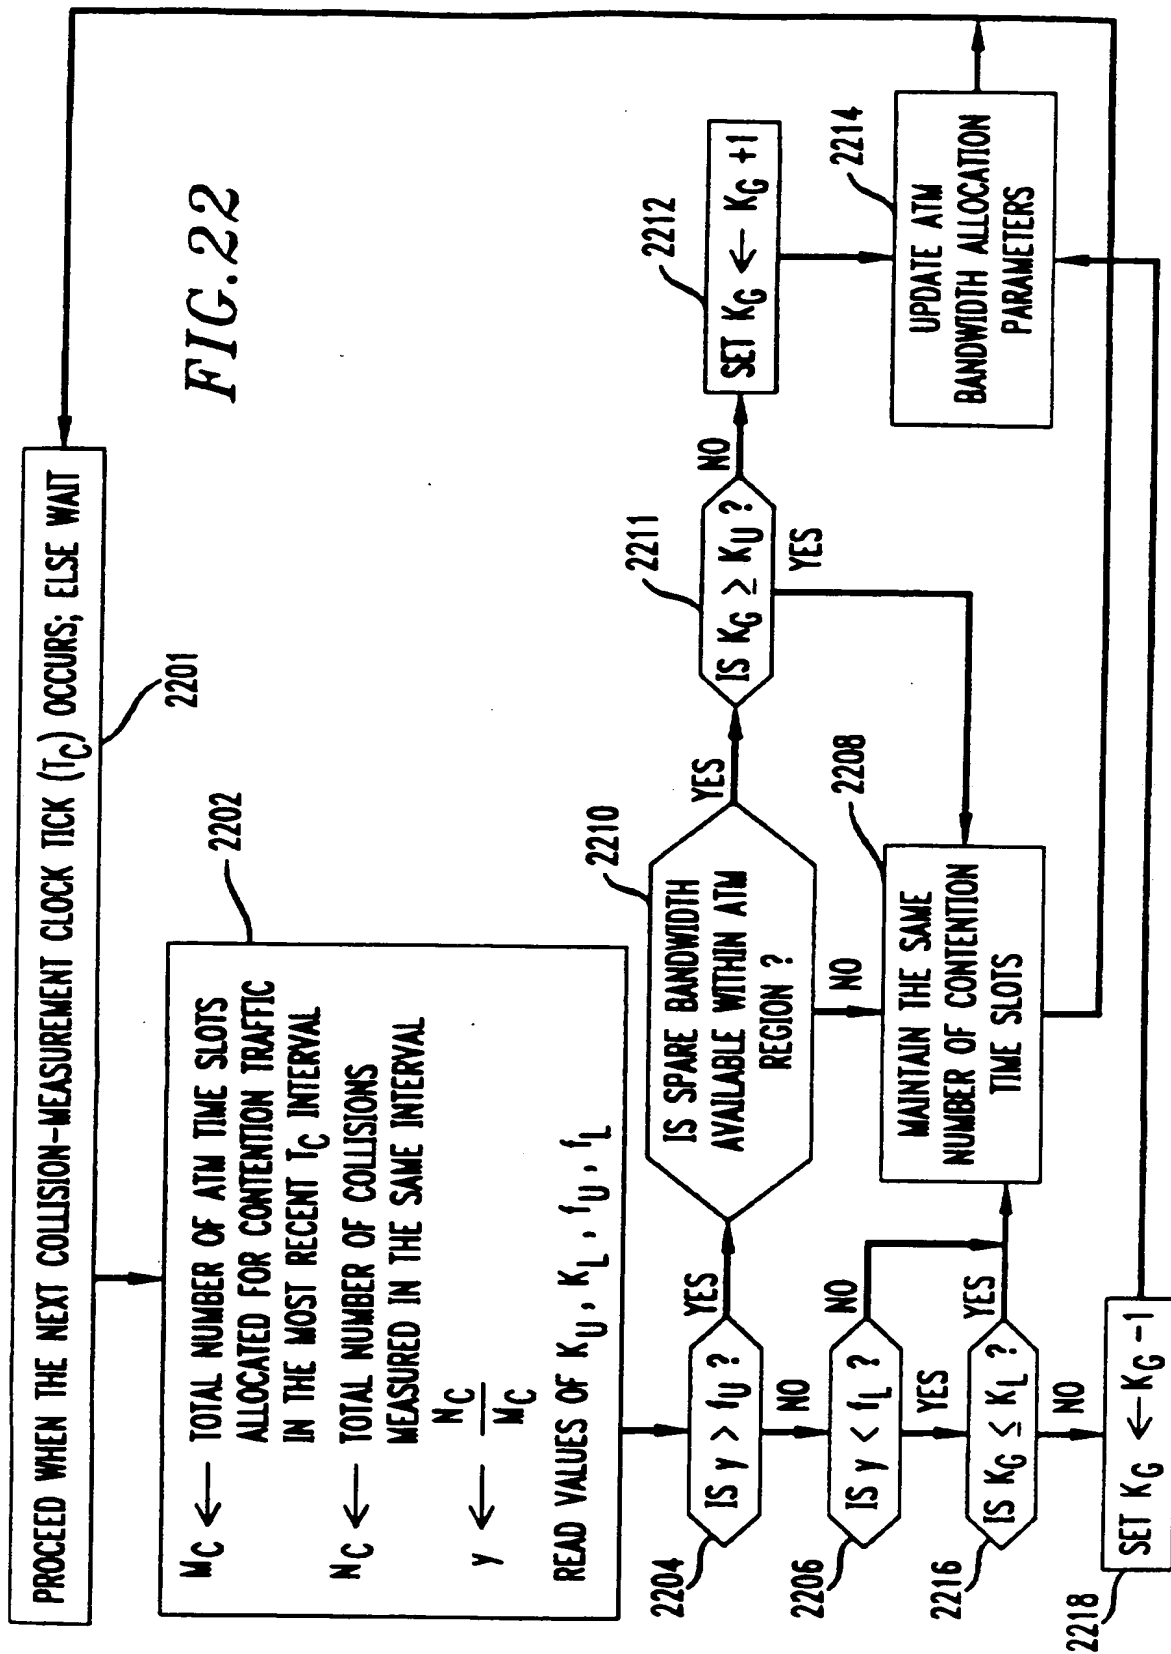 FIG.22
PROCEED WHEN THE NEXT COLLISION-MEASUREMENT CLOCK TICK (T_C) OCCURS; ELSE WAIT
2201
2202
M_C ← TOTAL NUMBER OF ATM TIME SLOTS
ALLOCATED FOR CONTENTION TRAFFIC
IN THE MOST RECENT T_C INTERVAL
N_C ← TOTAL NUMBER OF COLLISIONS
MEASURED IN THE SAME INTERVAL
y ← N_C / M_C
READ VALUES OF K_U, K_L, f_U, f_L
2204
IS y > f_U ?
YES
NO
2210
IS SPARE BANDWIDTH
AVAILABLE WITHIN ATM
REGION ?
YES
NO
2211
IS K_G ≥ K_U ?
NO
YES
2212
SET K_G ← K_G +1
2206
IS y < f_L ?
NO
YES
2216
IS K_G ≤ K_L ?
YES
NO
2208
MAINTAIN THE SAME
NUMBER OF CONTENTION
TIME SLOTS
2214
UPDATE ATM
BANDWIDTH ALLOCATION
PARAMETERS
2218
SET K_G ← K_G -1